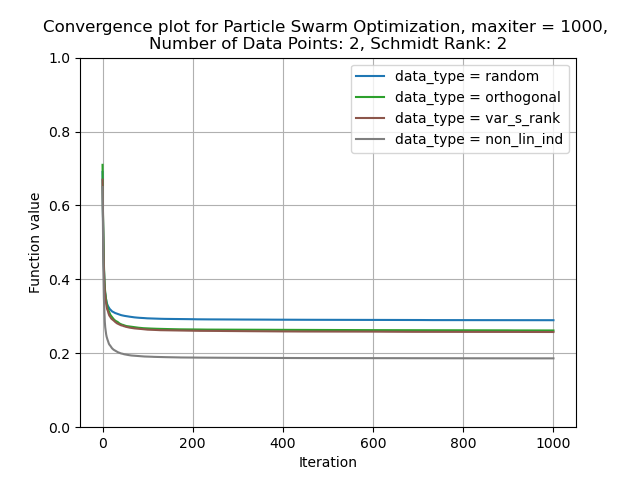 Convergence plot for Particle Swarm Optimization, maxiter = 1000,
Number of Data Points: 2, Schmidt Rank: 2
data_type = random
data_type = orthogonal
data_type = var_s_rank
data_type = non_lin_ind
Function value
1.0
0.8
0.6
0.4
0.2
0.0
0 200 400 600 800 1000
Iteration